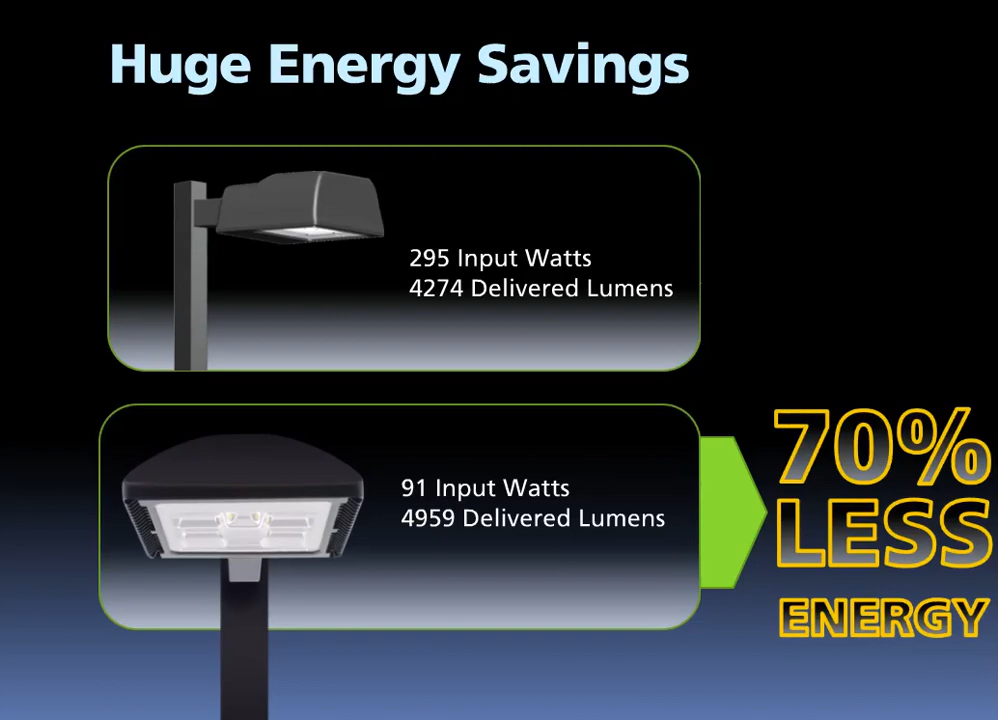 Huge Energy Savings
295 Input Watts
4274 Delivered Lumens
91 Input Watts
4959 Delivered Lumens
70%
LESS
ENERGY